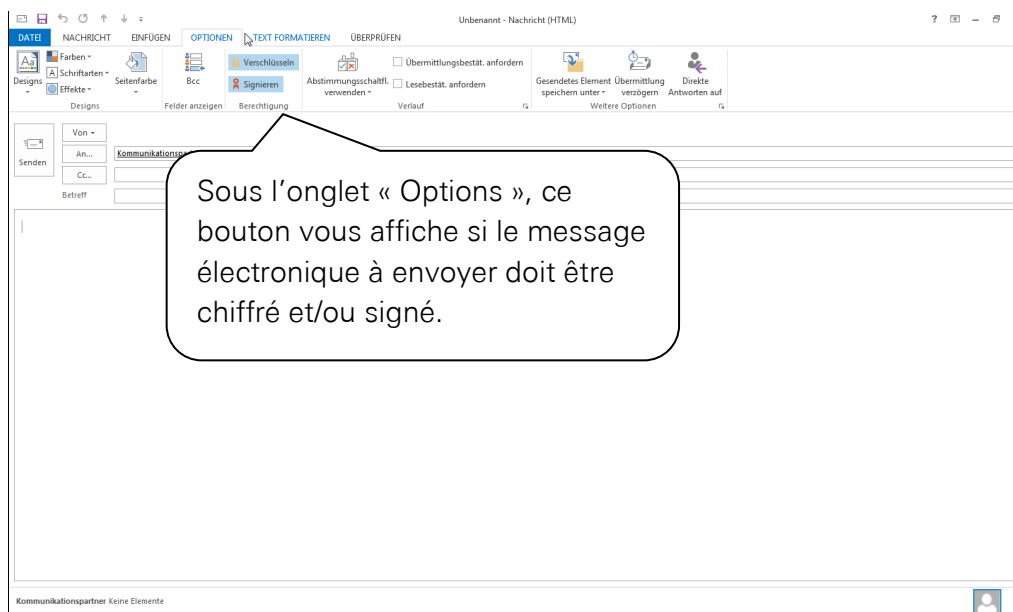 Unbenannt - Nachricht (HTML)
DATEI NACHRICHT EINFÜGEN OPTIONEN TEXT FORMATIEREN ÜBERPRÜFEN
Aa
Designs
Farben
A Schriftarten
Effekte
Designs
Seitenfarbe
Bcc
Felder anzeigen
Verschlüsseln
Signieren
Berechtigung
Abstimmungsschaltfl.
verwenden
Übermittlungsbestät. anfordern
Lesebestät. anfordern
Verlauf
Gesendetes Element
speichern unter
Übermittlung
verzögern
Direkte
Antworten auf
Weitere Optionen
Senden
Von
An...
Cc...
Betreff
Sous l’onglet « Options », ce
bouton vous affiche si le message
électronique à envoyer doit être
chiffré et/ou signé.
Kommunikationspartner Keine Elemente